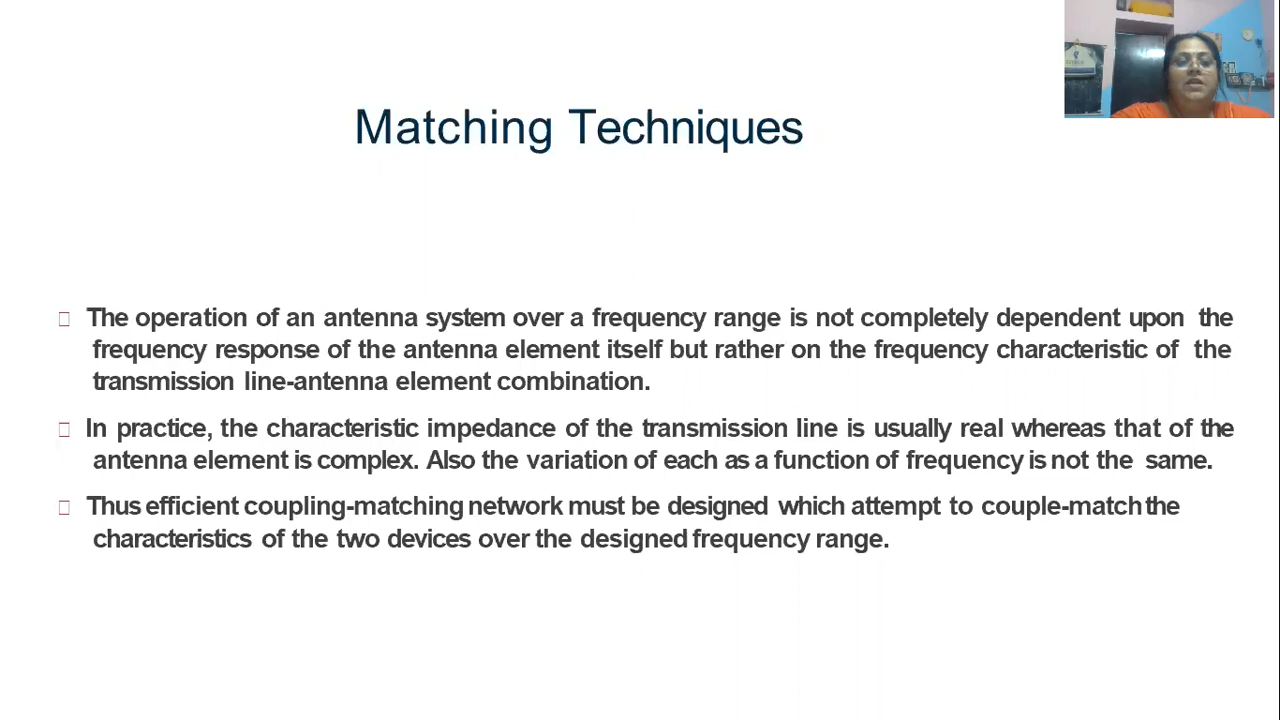 Matching Techniques
The operation of an antenna system over a frequency range is not completely dependent upon the
frequency response of the antenna element itself but rather on the frequency characteristic of the
transmission line-antenna element combination.
In practice, the characteristic impedance of the transmission line is usually real whereas that of the
antenna element is complex. Also the variation of each as a function of frequency is not the same.
Thus efficient coupling-matching network must be designed which attempt to couple-match the
characteristics of the two devices over the designed frequency range.